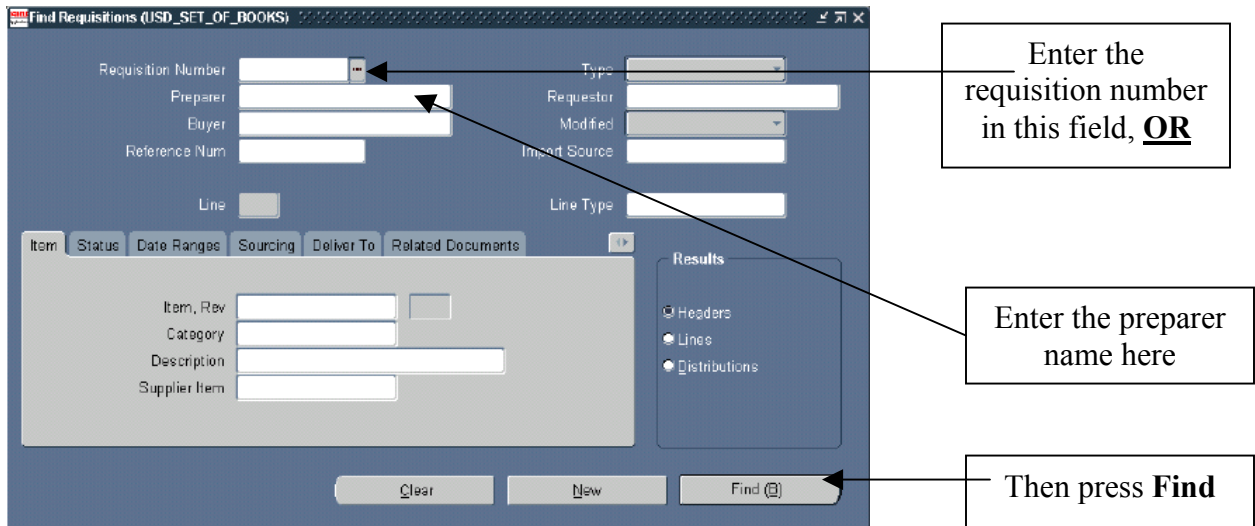 Find Requisitions (USD_SET_OF_BOOKS)
Requisition Number
Type
Preparer
Requestor
Buyer
Modified
Reference Num
Import Source
Line
Line Type
Item Status Date Ranges Sourcing Deliver To Related Documents
Item, Rev
Category
Description
Supplier Item
Results
Headers
Lines
Distributions
Clear
New
Find (B)
Enter the
requisition number
in this field, OR
Enter the preparer
name here
Then press Find